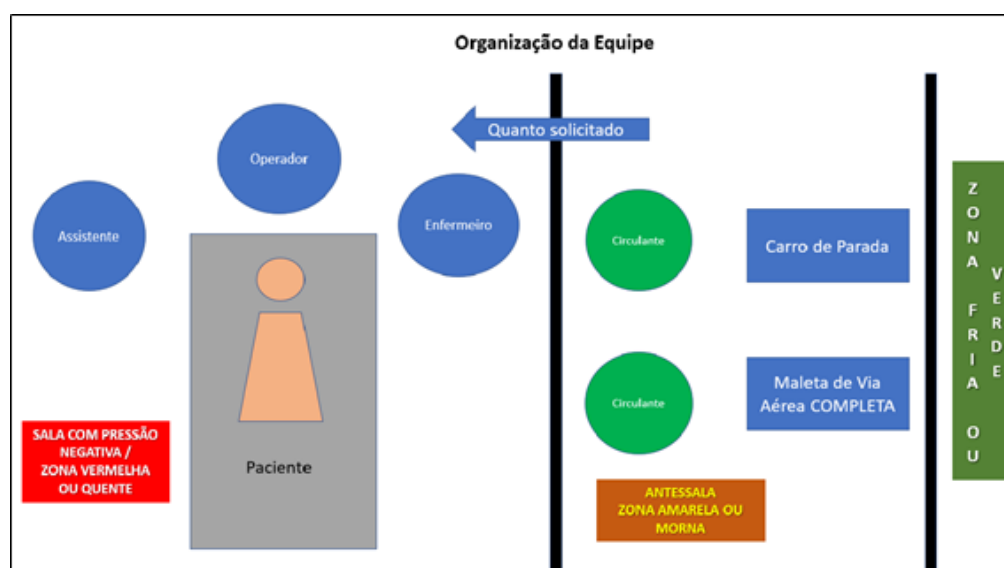 Organização da Equipe
Quanto solicitado
Operador
Assistente
Enfermeiro
Paciente
SALA COM PRESSÃO
NEGATIVA /
ZONA VERMELHA
OU QUENTE
Circulante
Carro de Parada
Circulante
Maleta de Via
Aérea COMPLETA
ANTESSALA
ZONA AMARELA OU
MORNA
ZONA FRIA OU
VERDE